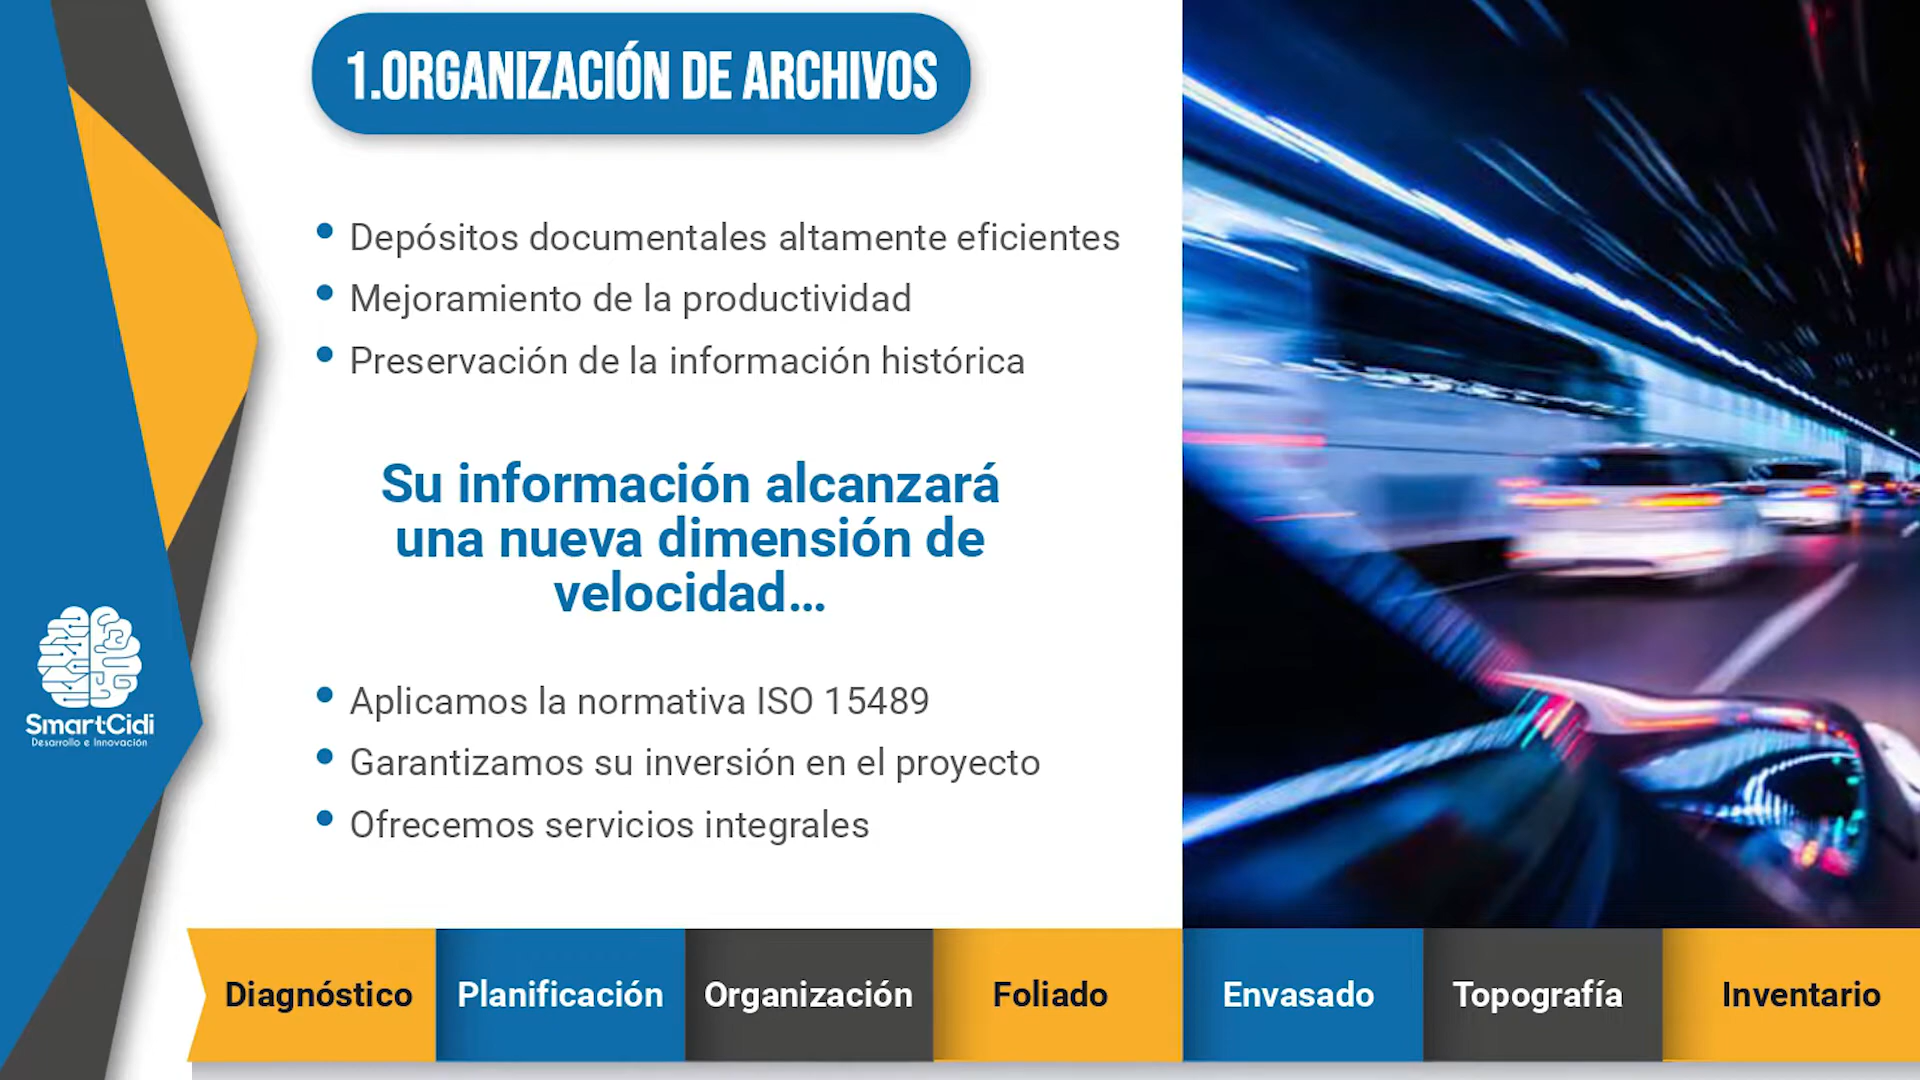 1.ORGANIZACIÓN DE ARCHIVOS
Depósitos documentales altamente eficientes
Mejoramiento de la productividad
Preservación de la información histórica
Su información alcanzará
una nueva dimensión de
velocidad...
Aplicamos la normativa ISO 15489
Garantizamos su inversión en el proyecto
Ofrecemos servicios integrales
SmartCidi
Desarrollo e Innovación
Diagnóstico
Planificación
Organización
Foliado
Envasado
Topografía
Inventario